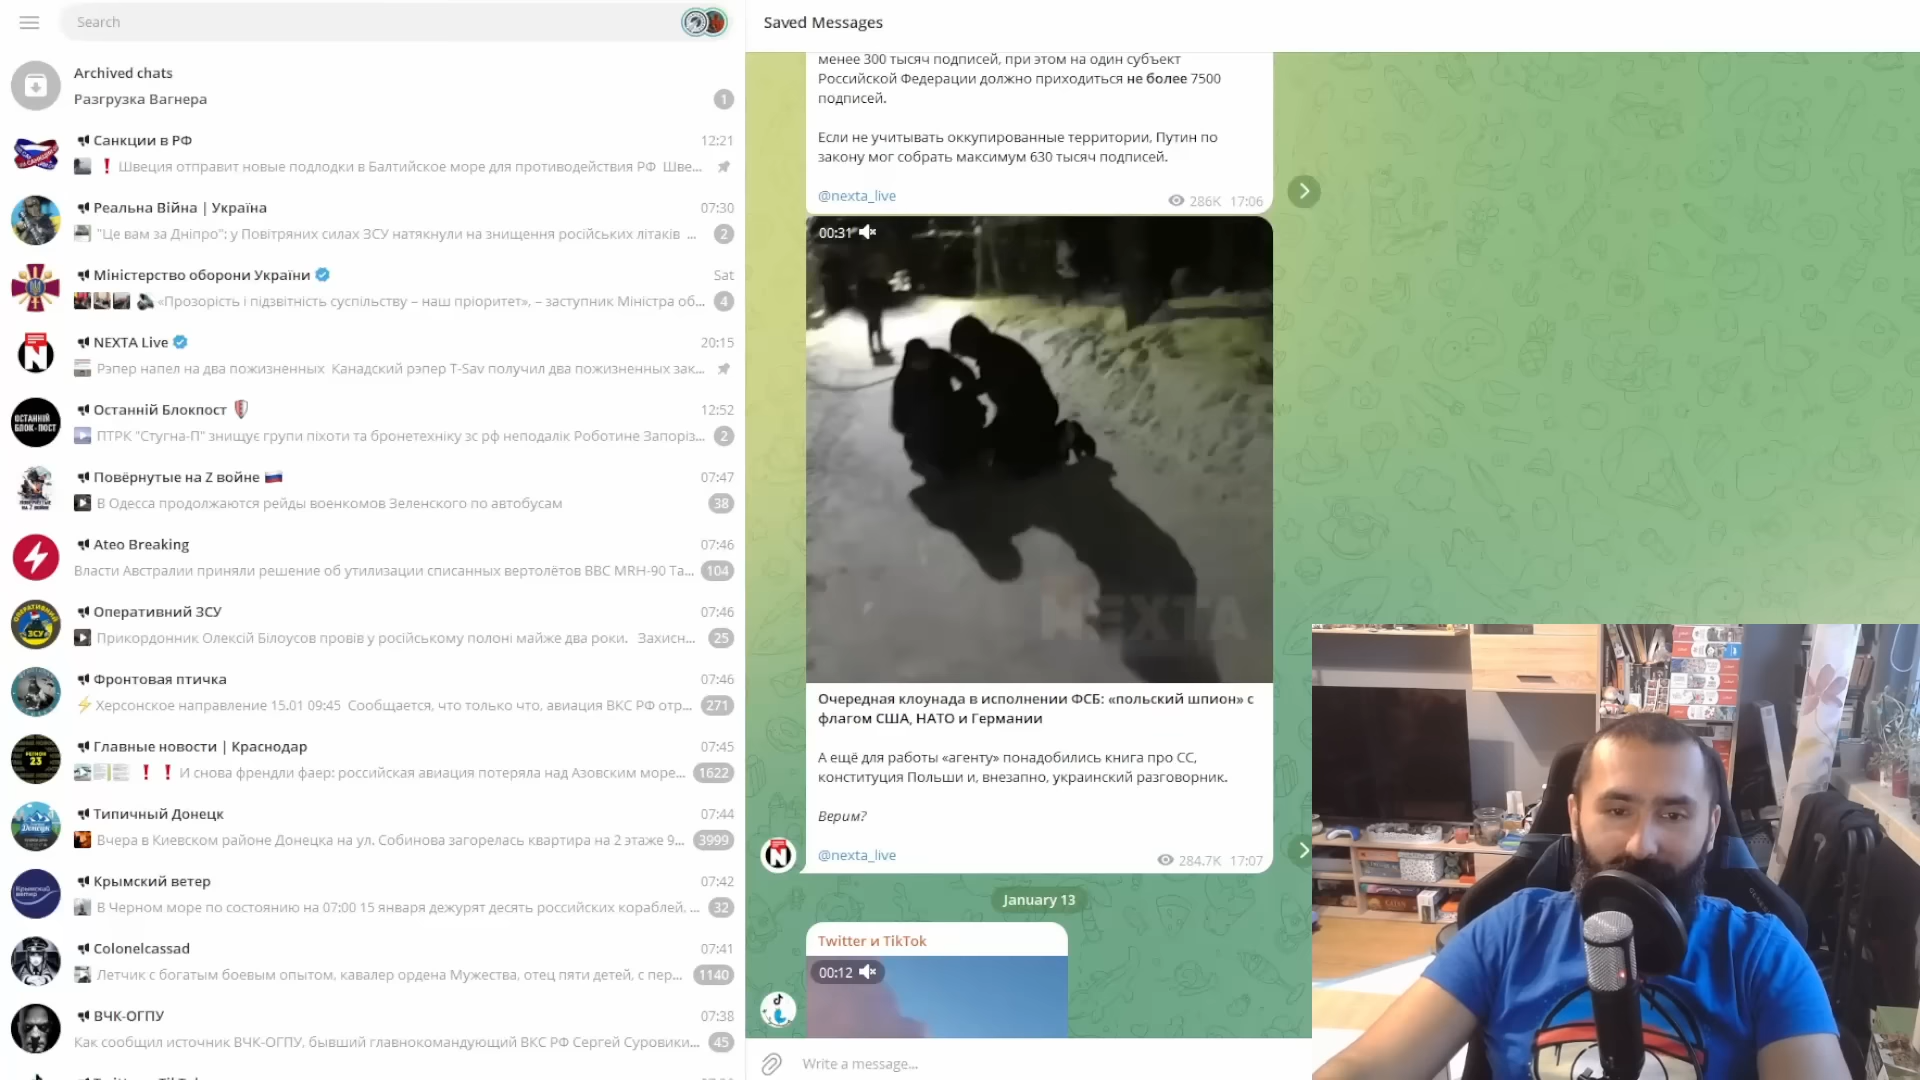 Search
Archived chats
Разгрузка Вагнера
1
Санкции в РФ
12:21
❗ Швеция отправит новые подлодки в Балтийское море для противодействия РФ Шве...
Реальна Війна | Україна
07:30
"Це вам за Дніпро": у Повітряних силах ЗСУ натякнули на знищення російських літаків ...
2
Міністерство оборони України
Sat
«Прозорість і підзвітність суспільству – наш пріоритет», – заступник Міністра об...
4
NEXTA Live
20:15
Рэпер напел на два пожизненных Канадский рэпер T-Sav получил два пожизненных зак...
ОСТАННІЙ
БЛОК-ПОСТ
Останній Блокпост
12:52
ПТРК "Стугна-П" знищує групи піхоти та бронетехніку зс рф неподалік Роботине Запоріз...
2
Повёрнутые на Z войне
07:47
В Одесса продолжаются рейды военкомов Зеленского по автобусам
38
Ateo Breaking
07:46
Власти Австралии приняли решение об утилизации списанных вертолётов ВВС MRH-90 Ta...
104
Оперативний ЗСУ
07:46
Прикордонник Олексій Білоусов провів у російському полоні майже два роки. Захисн...
25
Фронтовая птичка
07:46
⚡Херсонское направление 15.01 09:45 Сообщается, что только что, авиация ВКС РФ отр...
271
Главные новости | Краснодар
07:45
❗ ❗ И снова френдли фаер: российская авиация потеряла над Азовским море...
1622
Типичный Донецк
07:44
Вчера в Киевском районе Донецка на ул. Собинова загорелась квартира на 2 этаже 9...
3999
Крымский ветер
07:42
В Черном море по состоянию на 07:00 15 января дежурят десять российских кораблей, ...
32
Colonelcassad
07:41
Летчик с богатым боевым опытом, кавалер ордена Мужества, отец пяти детей, с пер...
1140
ВЧК-ОГПУ
07:38
Как сообщил источник ВЧК-ОГПУ, бывший главнокомандующий ВКС РФ Сергей Суровики...
45
Saved Messages
менее 300 тысяч подписей, при этом на один субъект
Российской Федерации должно приходиться не более 7500
подписей.
Если не учитывать оккупированные территории, Путин по
закону мог собрать максимум 630 тысяч подписей.
@nexta_live
286K 17:06
00:31
NEXTA
Очередная клоунада в исполнении ФСБ: «польский шпион» с
флагом США, НАТО и Германии
А ещё для работы «агенту» понадобились книга про СС,
конституция Польши и, внезапно, украинский разговорник.
Верим?
@nexta_live
284.7K 17:07
January 13
Twitter и TikTok
00:12
Write a message...